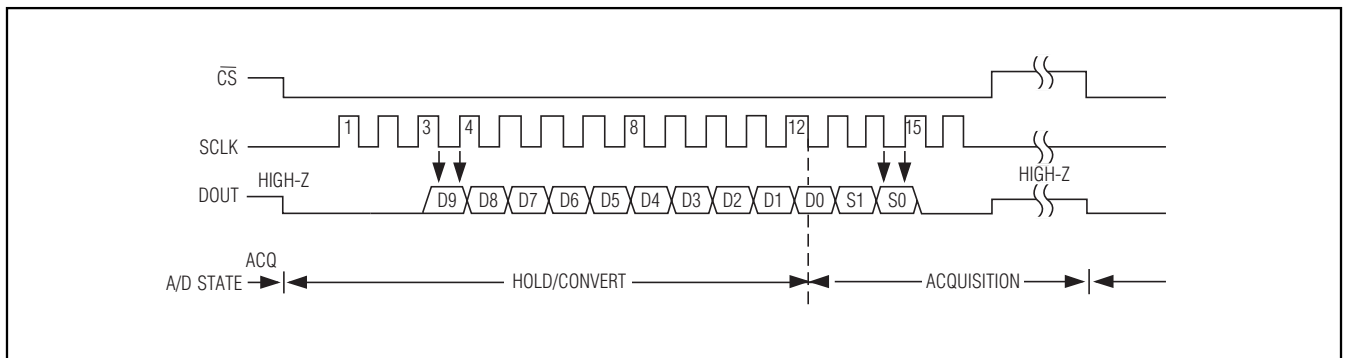 C̅S̅
1 3 4 8 12 15
SCLK
HIGH-Z HIGH-Z
DOUT D9 D8 D7 D6 D5 D4 D3 D2 D1 D0 S1 S0
ACQ
A/D STATE HOLD/CONVERT ACQUISITION